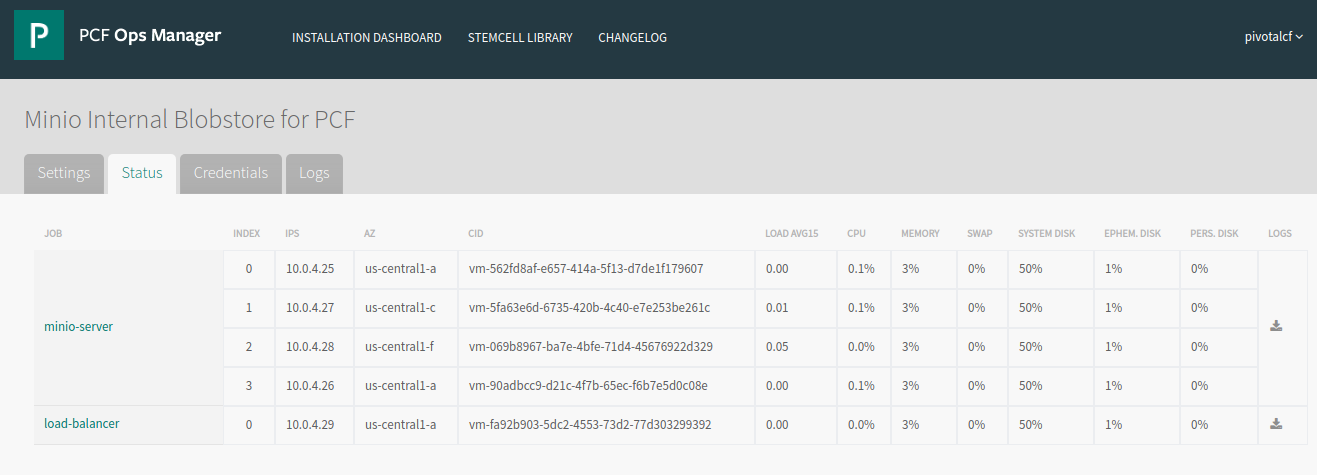 P PCF Ops Manager INSTALLATION DASHBOARD STEMCELL LIBRARY CHANGELOG pivotalcf
Minio Internal Blobstore for PCF
Settings Status Credentials Logs
JOB INDEX IPS AZ CID LOAD AVG15 CPU MEMORY SWAP SYSTEM DISK EPHEM. DISK PERS. DISK LOGS
0 10.0.4.25 us-central1-a vm-562fd8af-e657-414a-5f13-d7de1f179607 0.00 0.1% 3% 0% 50% 1% 0%
1 10.0.4.27 us-central1-c vm-5fa63e6d-6735-420b-4c40-e7e253be261c 0.01 0.1% 3% 0% 50% 1% 0%
minio-server
2 10.0.4.28 us-central1-f vm-069b8967-ba7e-4bfe-71d4-45676922d329 0.05 0.0% 3% 0% 50% 1% 0%
3 10.0.4.26 us-central1-a vm-90adbcc9-d21c-4f7b-65ec-f6b7e5d0c08e 0.00 0.1% 3% 0% 50% 1% 0%
load-balancer 0 10.0.4.29 us-central1-a vm-fa92b903-5dc2-4553-73d2-77d303299392 0.00 0.0% 3% 0% 50% 1% 0%